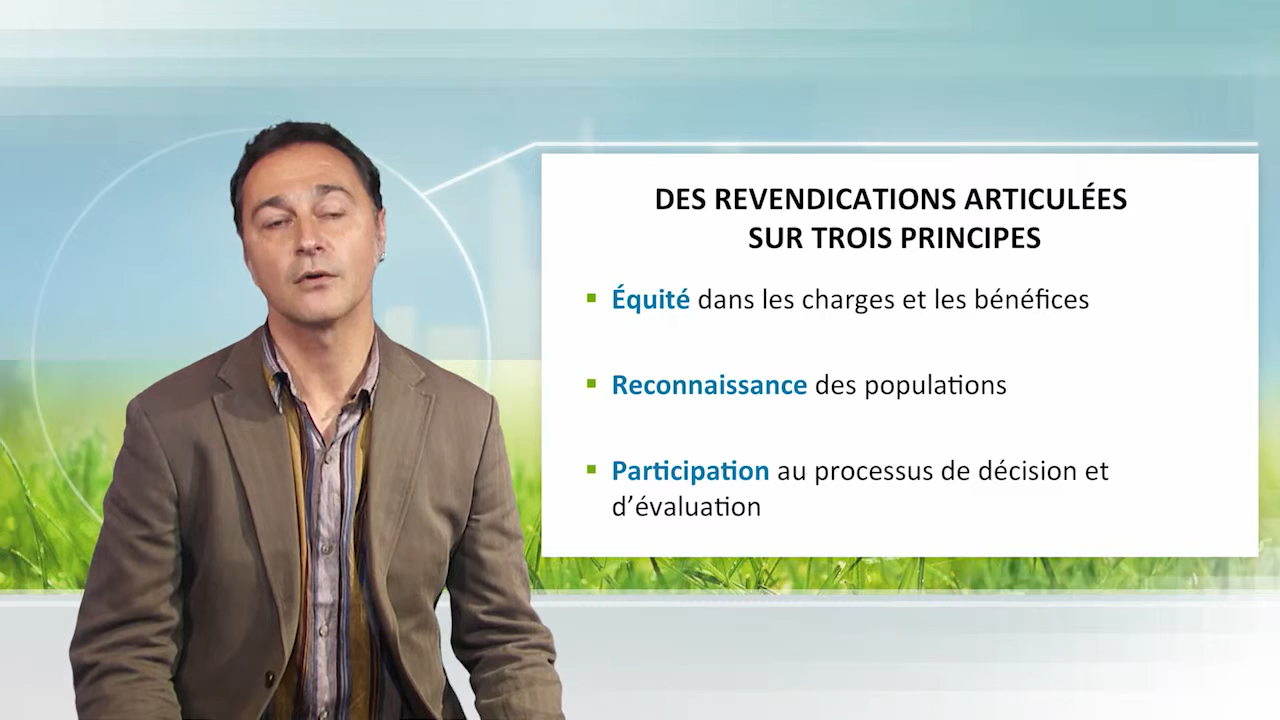 DES REVENDICATIONS ARTICULÉES
SUR TROIS PRINCIPES
▪ Équité dans les charges et les bénéfices
▪ Reconnaissance des populations
▪ Participation au processus de décision et
d’évaluation